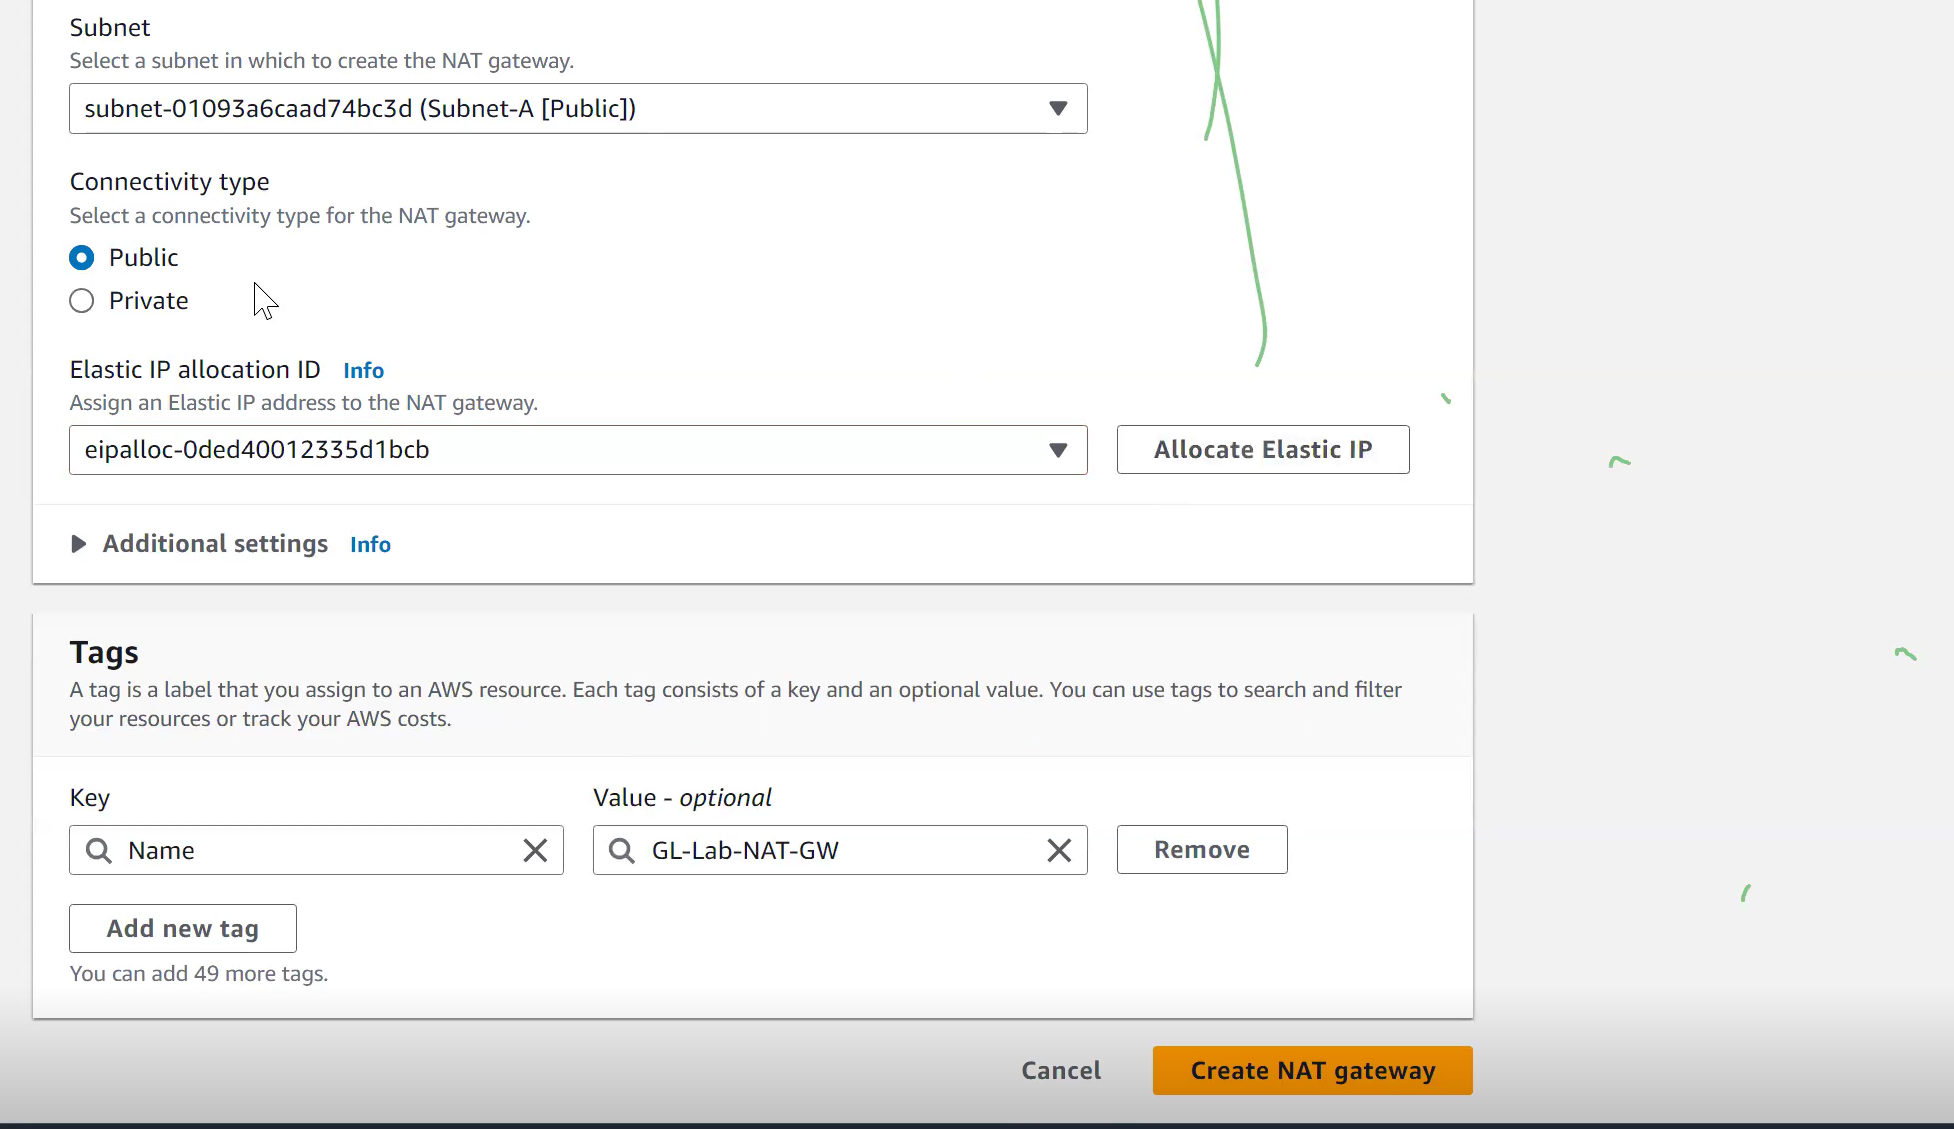 Subnet
Select a subnet in which to create the NAT gateway.
subnet-01093a6caad74bc3d (Subnet-A [Public])
Connectivity type
Select a connectivity type for the NAT gateway.
Public
Private
Elastic IP allocation ID Info
Assign an Elastic IP address to the NAT gateway.
eipalloc-0ded40012335d1bcb Allocate Elastic IP
Additional settings Info
Tags
A tag is a label that you assign to an AWS resource. Each tag consists of a key and an optional value. You can use tags to search and filter
your resources or track your AWS costs.
Key Value - optional
Name GL-Lab-NAT-GW Remove
Add new tag
You can add 49 more tags.
Cancel Create NAT gateway